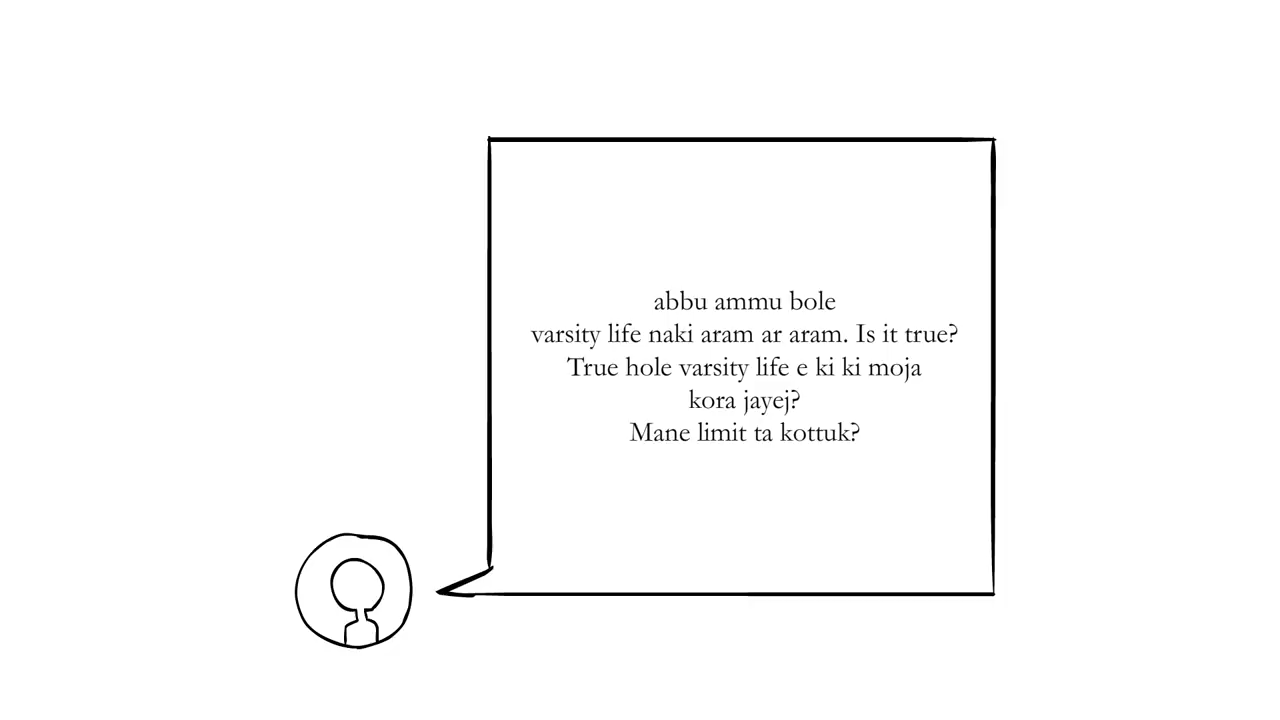 abbu ammu bole
varsity life naki aram ar aram. Is it true?
True hole varsity life e ki ki moja
kora jayej?
Mane limit ta kottuk?